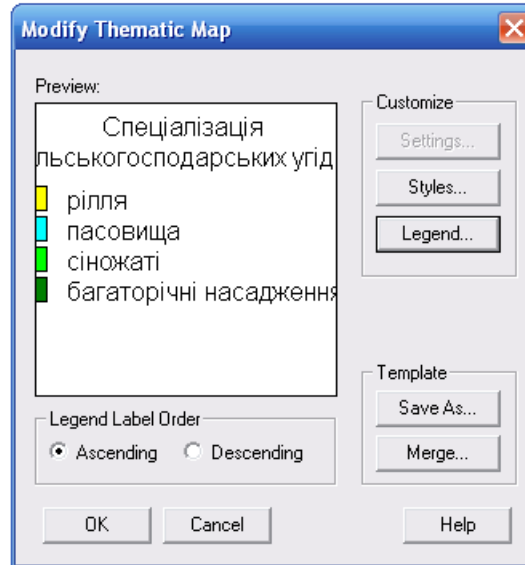 Modify Thematic Map
Preview:
Спеціалізація
льськогосподарських угід
рілля
пасовища
сіножаті
багаторічні насадження
Legend Label Order
Ascending
Descending
Customize
Settings...
Styles...
Legend...
Template
Save As...
Merge...
OK
Cancel
Help